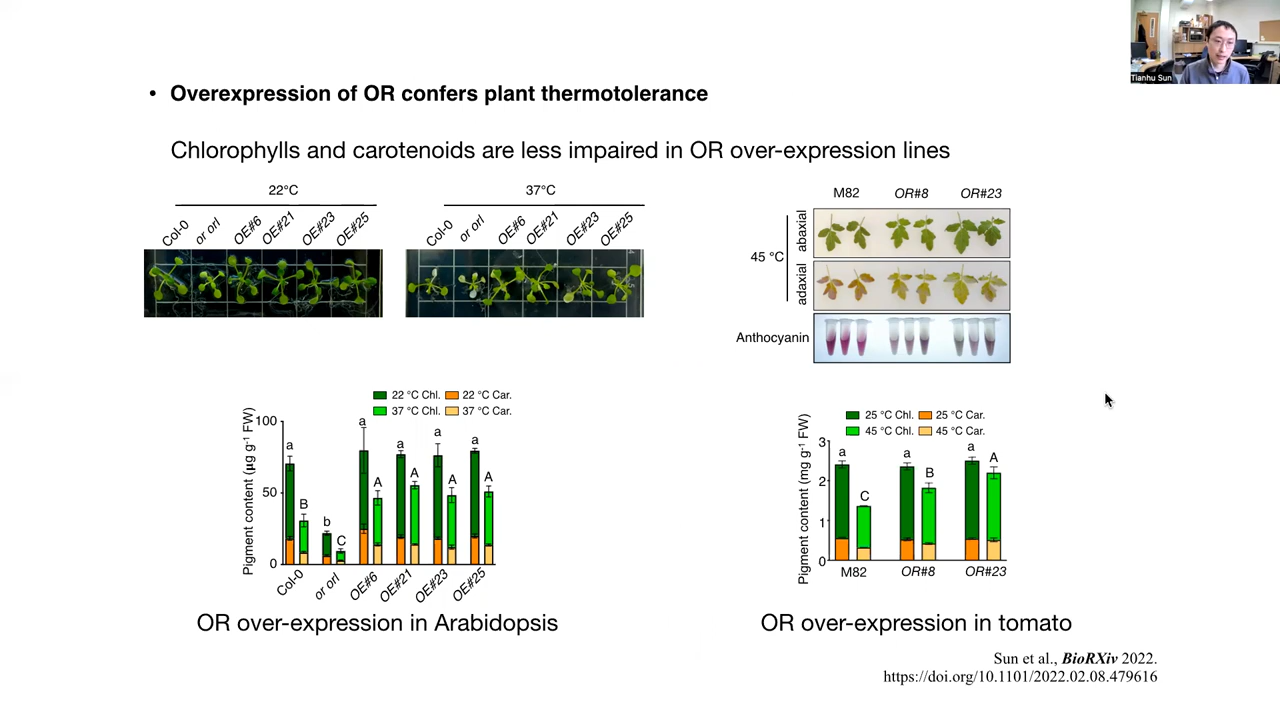 Tianhu Sun
• Overexpression of OR confers plant thermotolerance
Chlorophylls and carotenoids are less impaired in OR over-expression lines
22°C
Col-0 or orl OE#6 OE#21 OE#23 OE#25
37°C
Col-0 or orl OE#6 OE#21 OE#23 OE#25
M82 OR#8 OR#23
45 °C
abaxial
adaxial
Anthocyanin
22 °C Chl. 22 °C Car.
37 °C Chl. 37 °C Car.
Pigment content (µg g-1 FW)
100
50
0
a B b C a A a A a A a A
Col-0 or orl OE#6 OE#21 OE#23 OE#25
OR over-expression in Arabidopsis
25 °C Chl. 25 °C Car.
45 °C Chl. 45 °C Car.
Pigment content (mg g-1 FW)
3
2
1
0
a C a B a A
M82 OR#8 OR#23
OR over-expression in tomato
Sun et al., BioRXiv 2022.
https://doi.org/10.1101/2022.02.08.479616